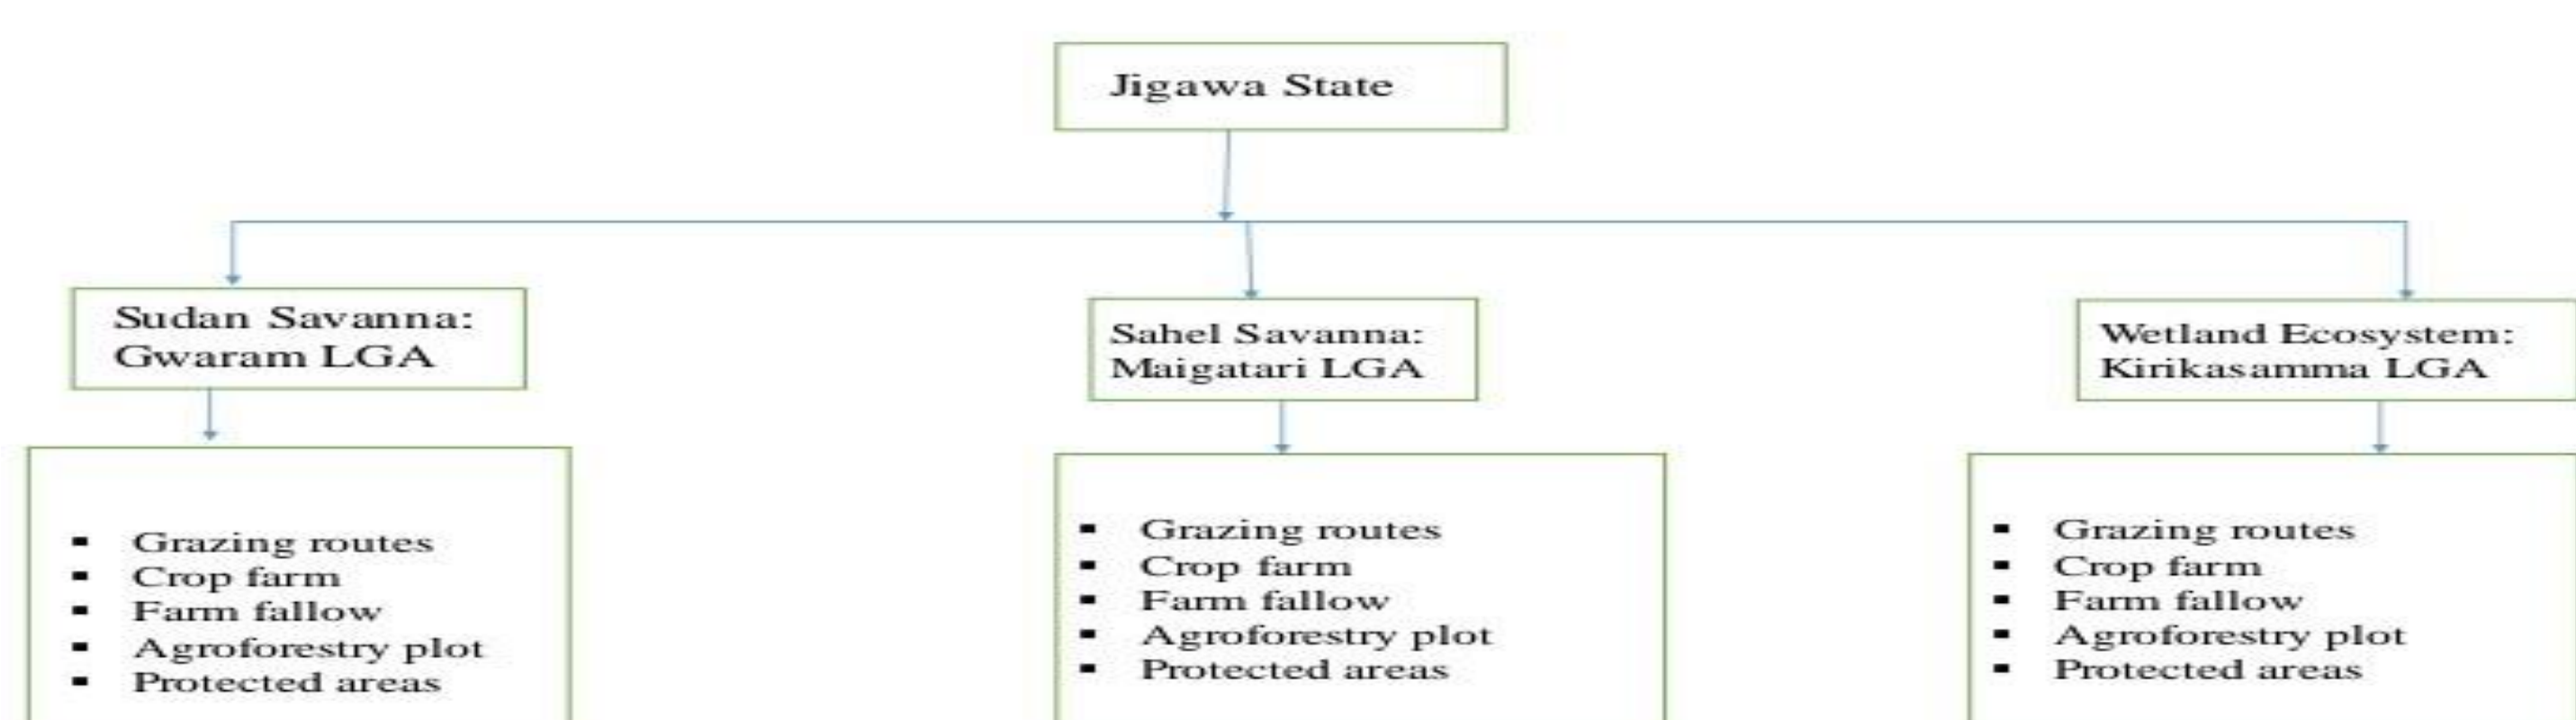 Jigawa State
Sudan Savanna:
Gwaram LGA
Sahel Savanna:
Maigatari LGA
Wetland Ecosystem:
Kirikasamma LGA
▪ Grazing routes
▪ Crop farm
▪ Farm fallow
▪ Agroforestry plot
▪ Protected areas
▪ Grazing routes
▪ Crop farm
▪ Farm fallow
▪ Agroforestry plot
▪ Protected areas
▪ Grazing routes
▪ Crop farm
▪ Farm fallow
▪ Agroforestry plot
▪ Protected areas